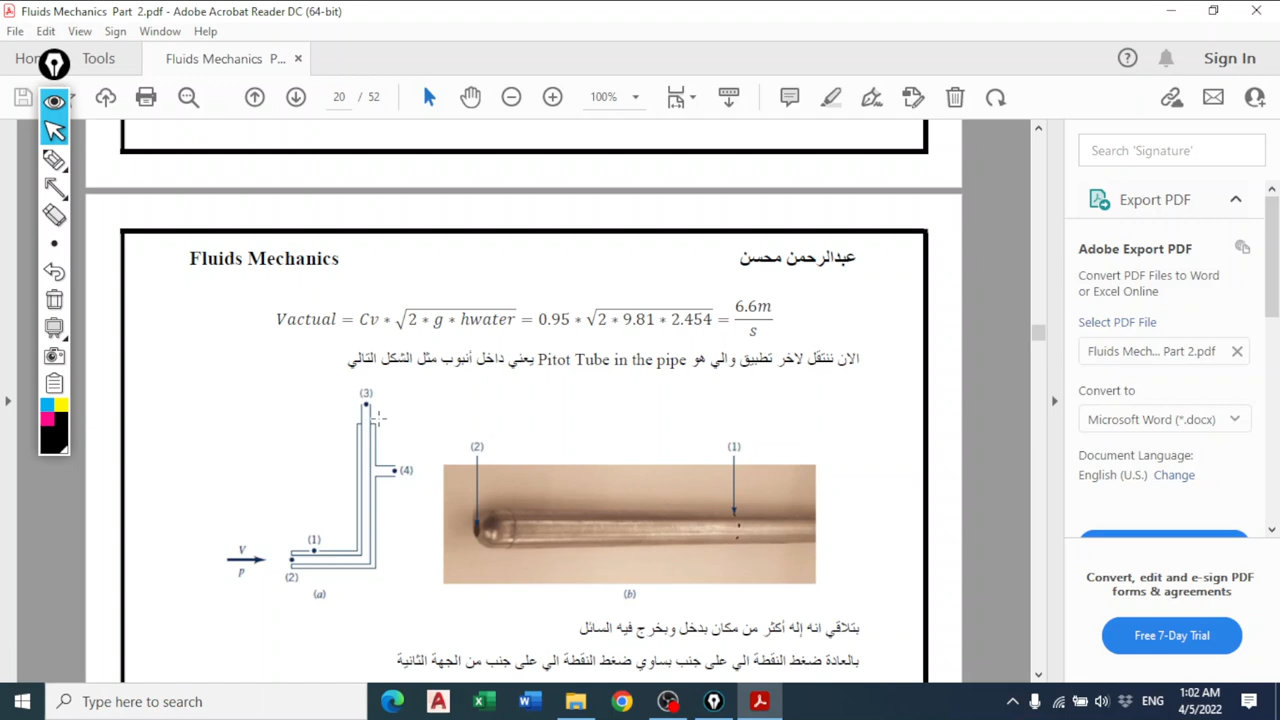 Fluids Mechanics Part 2.pdf - Adobe Acrobat Reader DC (64-bit)
File Edit View Sign Window Help
Tools
Fluids Mechanics P... ×
Sign In
20 / 52
100%
Search 'Signature'
Export PDF
Adobe Export PDF
Convert PDF Files to Word
or Excel Online
Select PDF File
Fluids Mech... Part 2.pdf
Convert to
Microsoft Word (*.docx)
Document Language:
English (U.S.) Change
Convert, edit and e-sign PDF
forms & agreements
Free 7-Day Trial
Fluids Mechanics
عبدالرحمن محسن
Vactual = Cv ∗ √2 ∗ g ∗ hwater = 0.95 ∗ √2 ∗ 9.81 ∗ 2.454 = 6.6m/s
الان ننتقل لاخر تطبيق والي هو Pitot Tube in the pipe يعني داخل أنبوب مثل الشكل التالي
(3)
(4)
(1)
V
p
(2)
(a)
(2)
(1)
(b)
بتلاقي انه إله أكثر من مكان بدخل وبخرج فيه السائل
بالعادة ضغط النقطة الي على جنب بساوي ضغط النقطة الي على جنب من الجهة الثانية
Type here to search
ENG
1:02 AM
4/5/2022